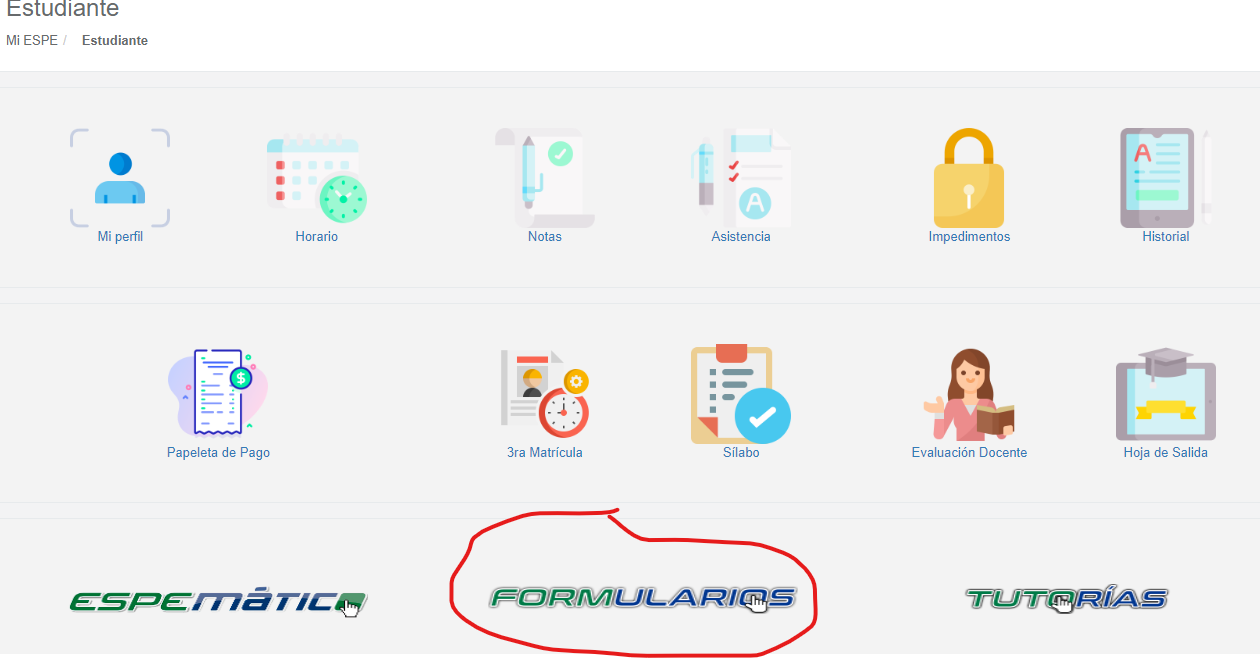 Estudiante
Mi ESPE / Estudiante
Mi perfil
Horario
Notas
Asistencia
Impedimentos
Historial
Papeleta de Pago
3ra Matrícula
Sílabo
Evaluación Docente
Hoja de Salida
ESPEMÁTICO
FORMULARIOS
TUTORÍAS